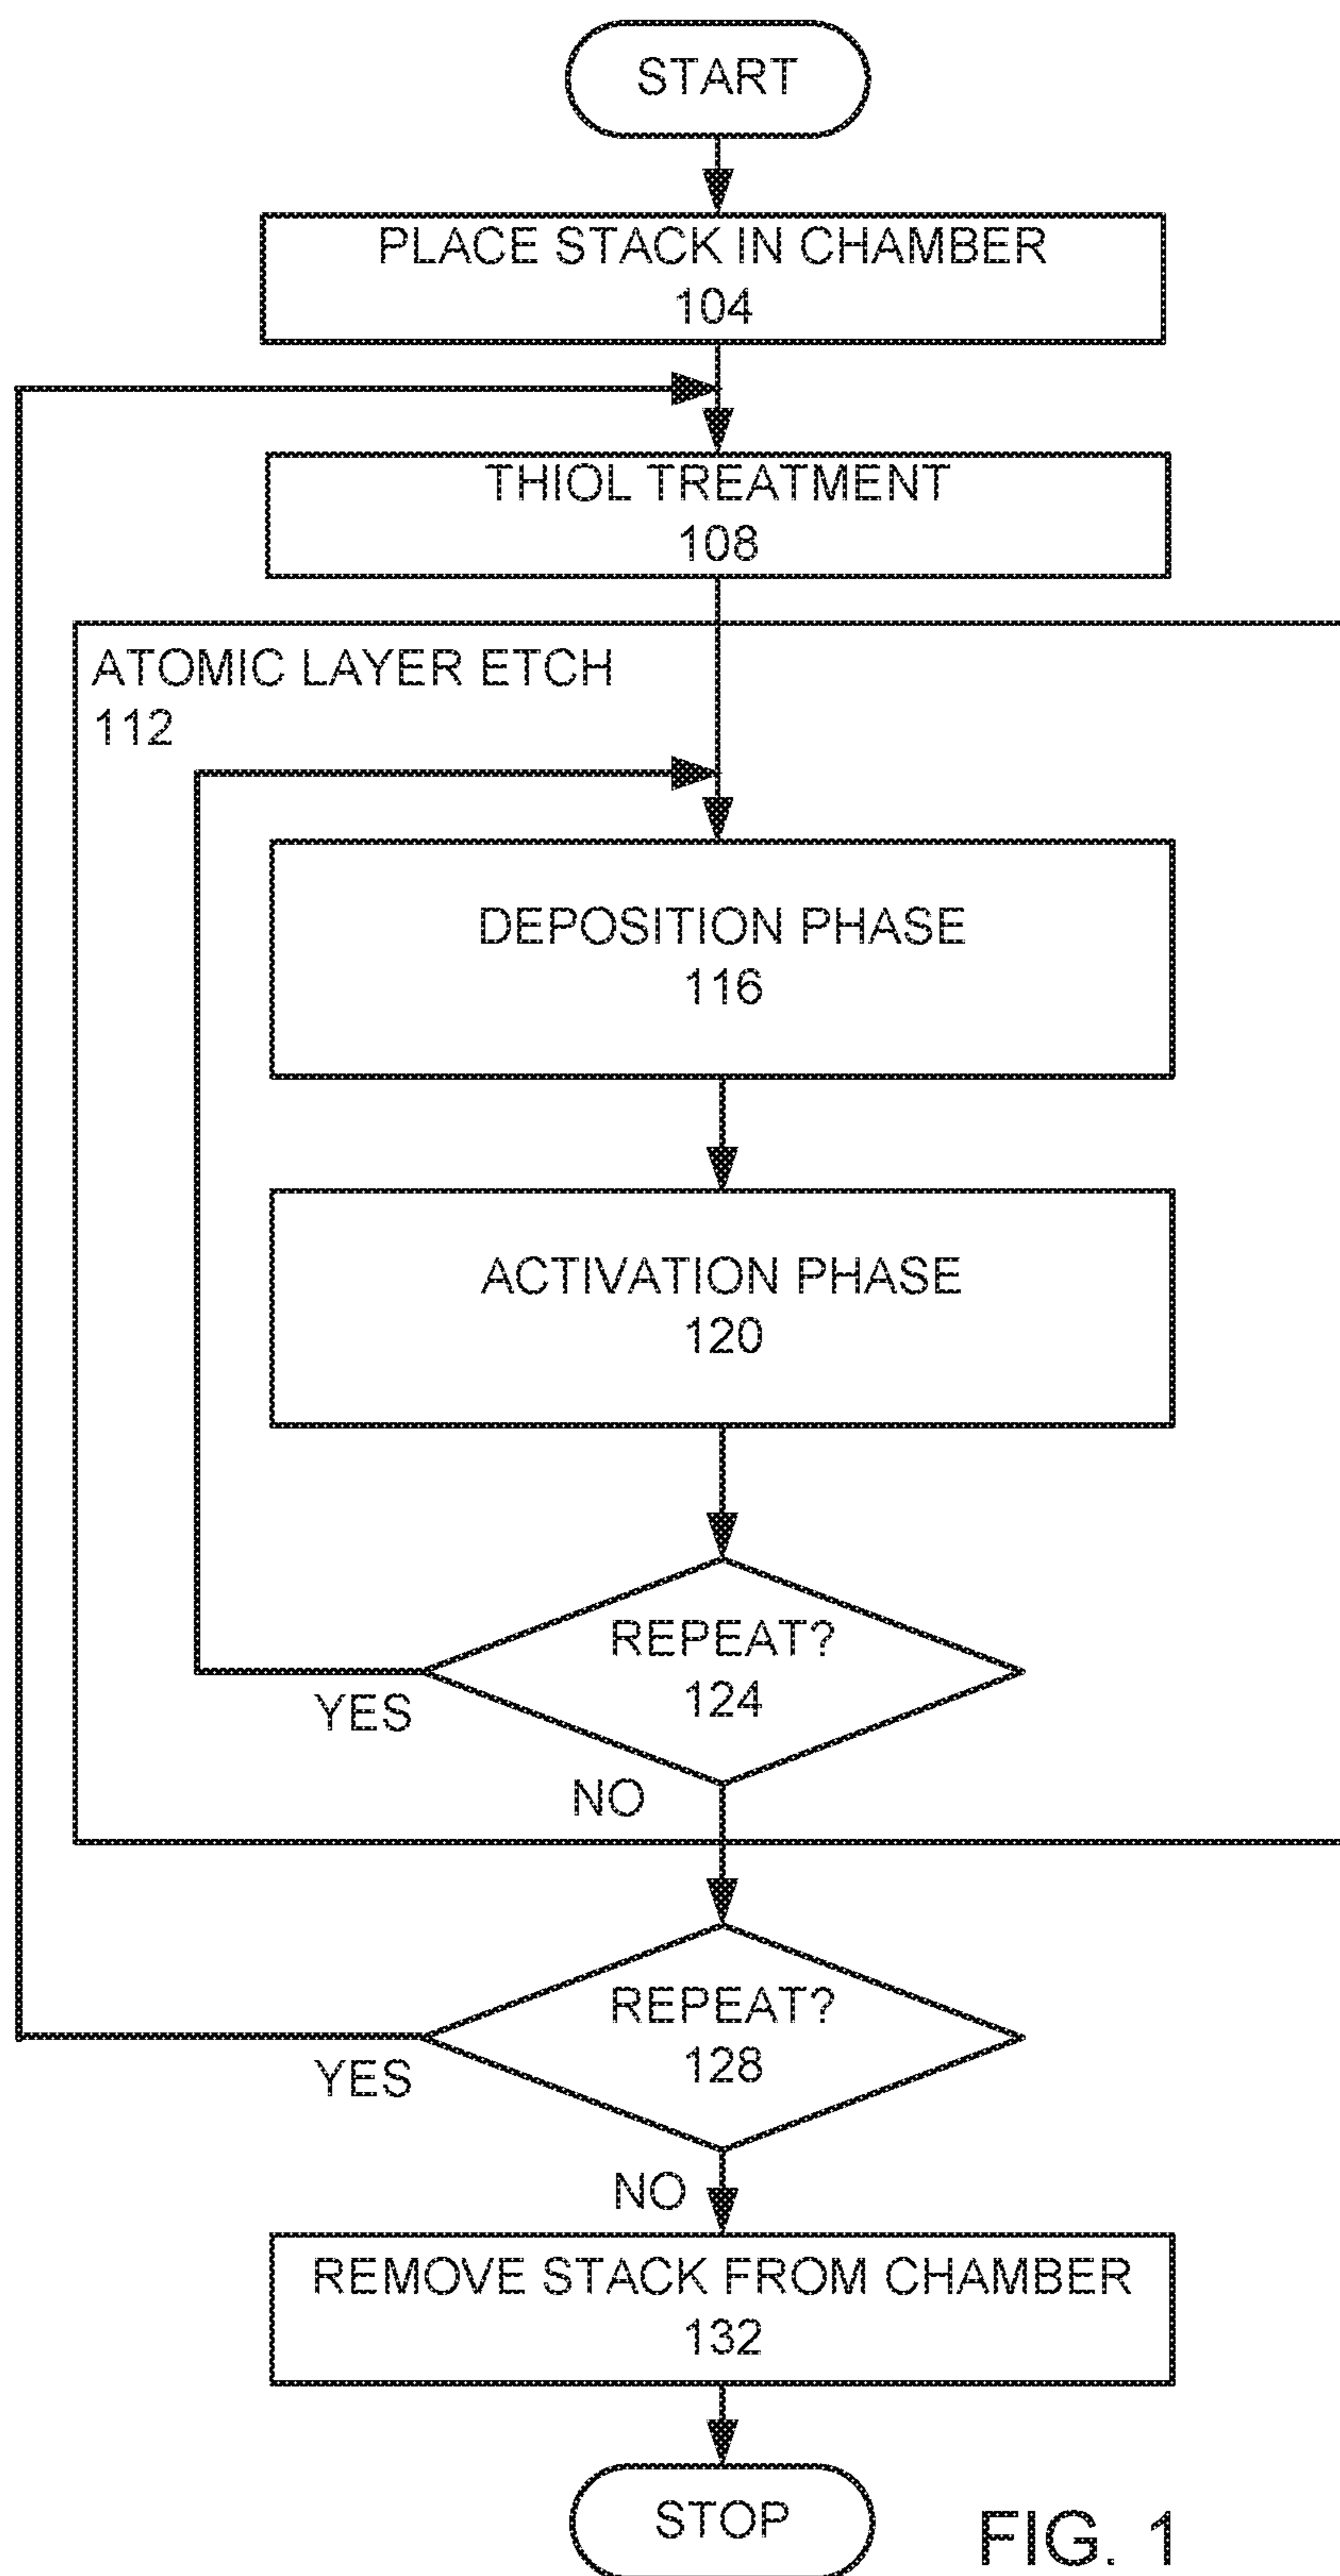 START
PLACE STACK IN CHAMBER
104
THIOL TREATMENT
108
ATOMIC LAYER ETCH
112
DEPOSITION PHASE
116
ACTIVATION PHASE
120
REPEAT?
124
YES
NO
REPEAT?
128
YES
NO
REMOVE STACK FROM CHAMBER
132
STOP
FIG. 1